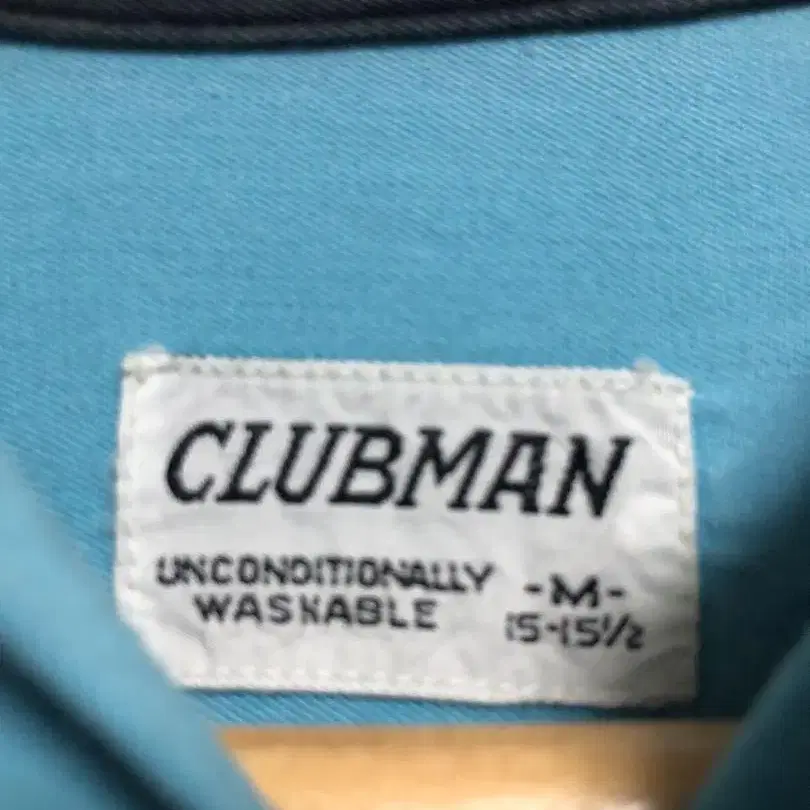 CLUBMAN
UNCONDITIONALLY
WASHABLE
-M-
15-15½